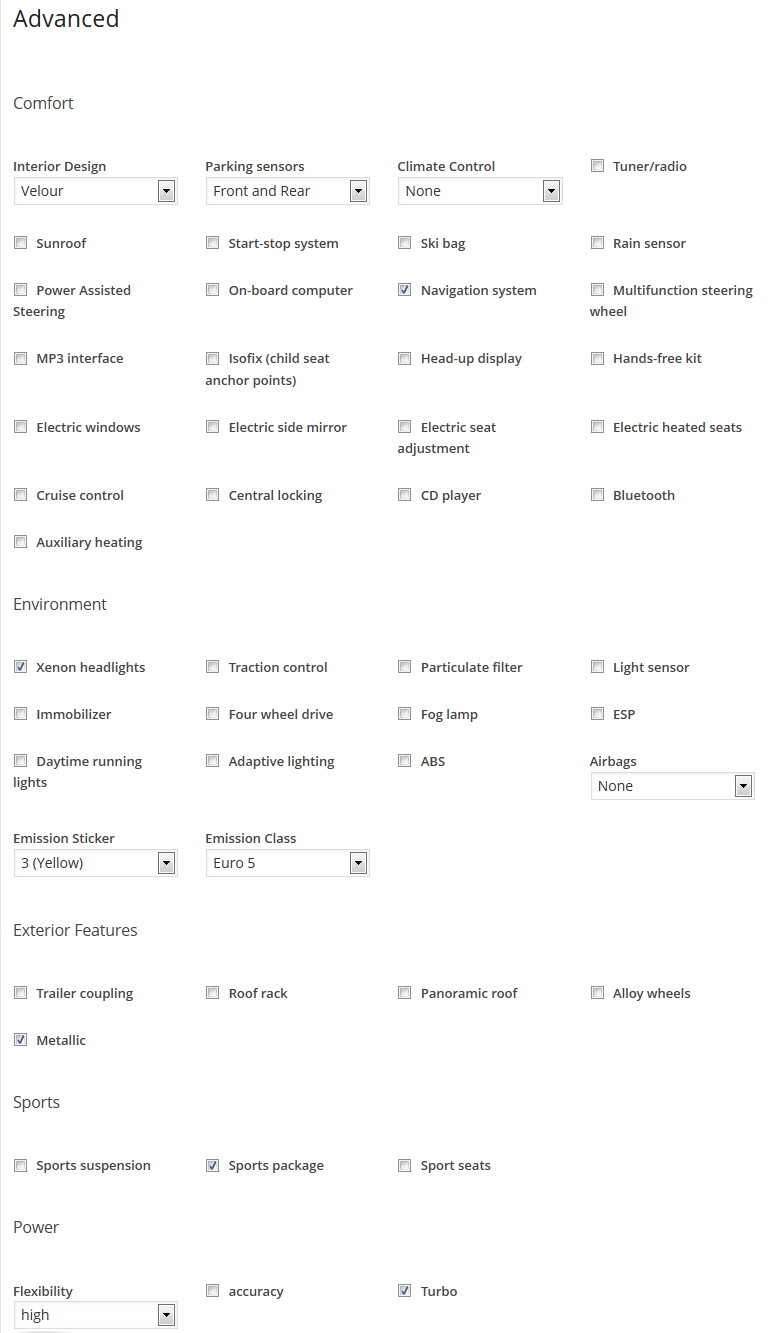 Advanced
Comfort
Interior Design Parking sensors Climate Control Tuner/radio
Velour Front and Rear None
Sunroof Start-stop system Ski bag Rain sensor
Power Assisted On-board computer Navigation system Multifunction steering
Steering wheel
MP3 interface Isofix (child seat Head-up display Hands-free kit
anchor points)
Electric windows Electric side mirror Electric seat Electric heated seats
adjustment
Cruise control Central locking CD player Bluetooth
Auxiliary heating
Environment
Xenon headlights Traction control Particulate filter Light sensor
Immobilizer Four wheel drive Fog lamp ESP
Daytime running Adaptive lighting ABS Airbags
lights None
Emission Sticker Emission Class
3 (Yellow) Euro 5
Exterior Features
Trailer coupling Roof rack Panoramic roof Alloy wheels
Metallic
Sports
Sports suspension Sports package Sport seats
Power
Flexibility accuracy Turbo
high